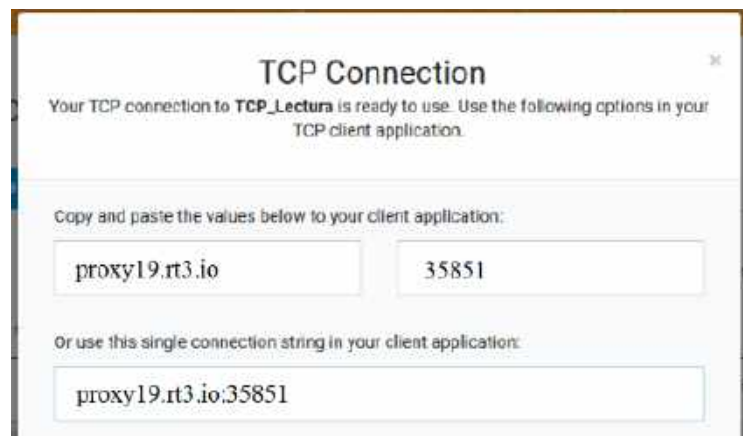 TCP Connection
×
Your TCP connection to TCP_Lectura is ready to use. Use the following options in your
TCP client application.
Copy and paste the values below to your client application:
proxy19.rt3.io
35851
Or use this single connection string in your client application:
proxy19.rt3.io:35851